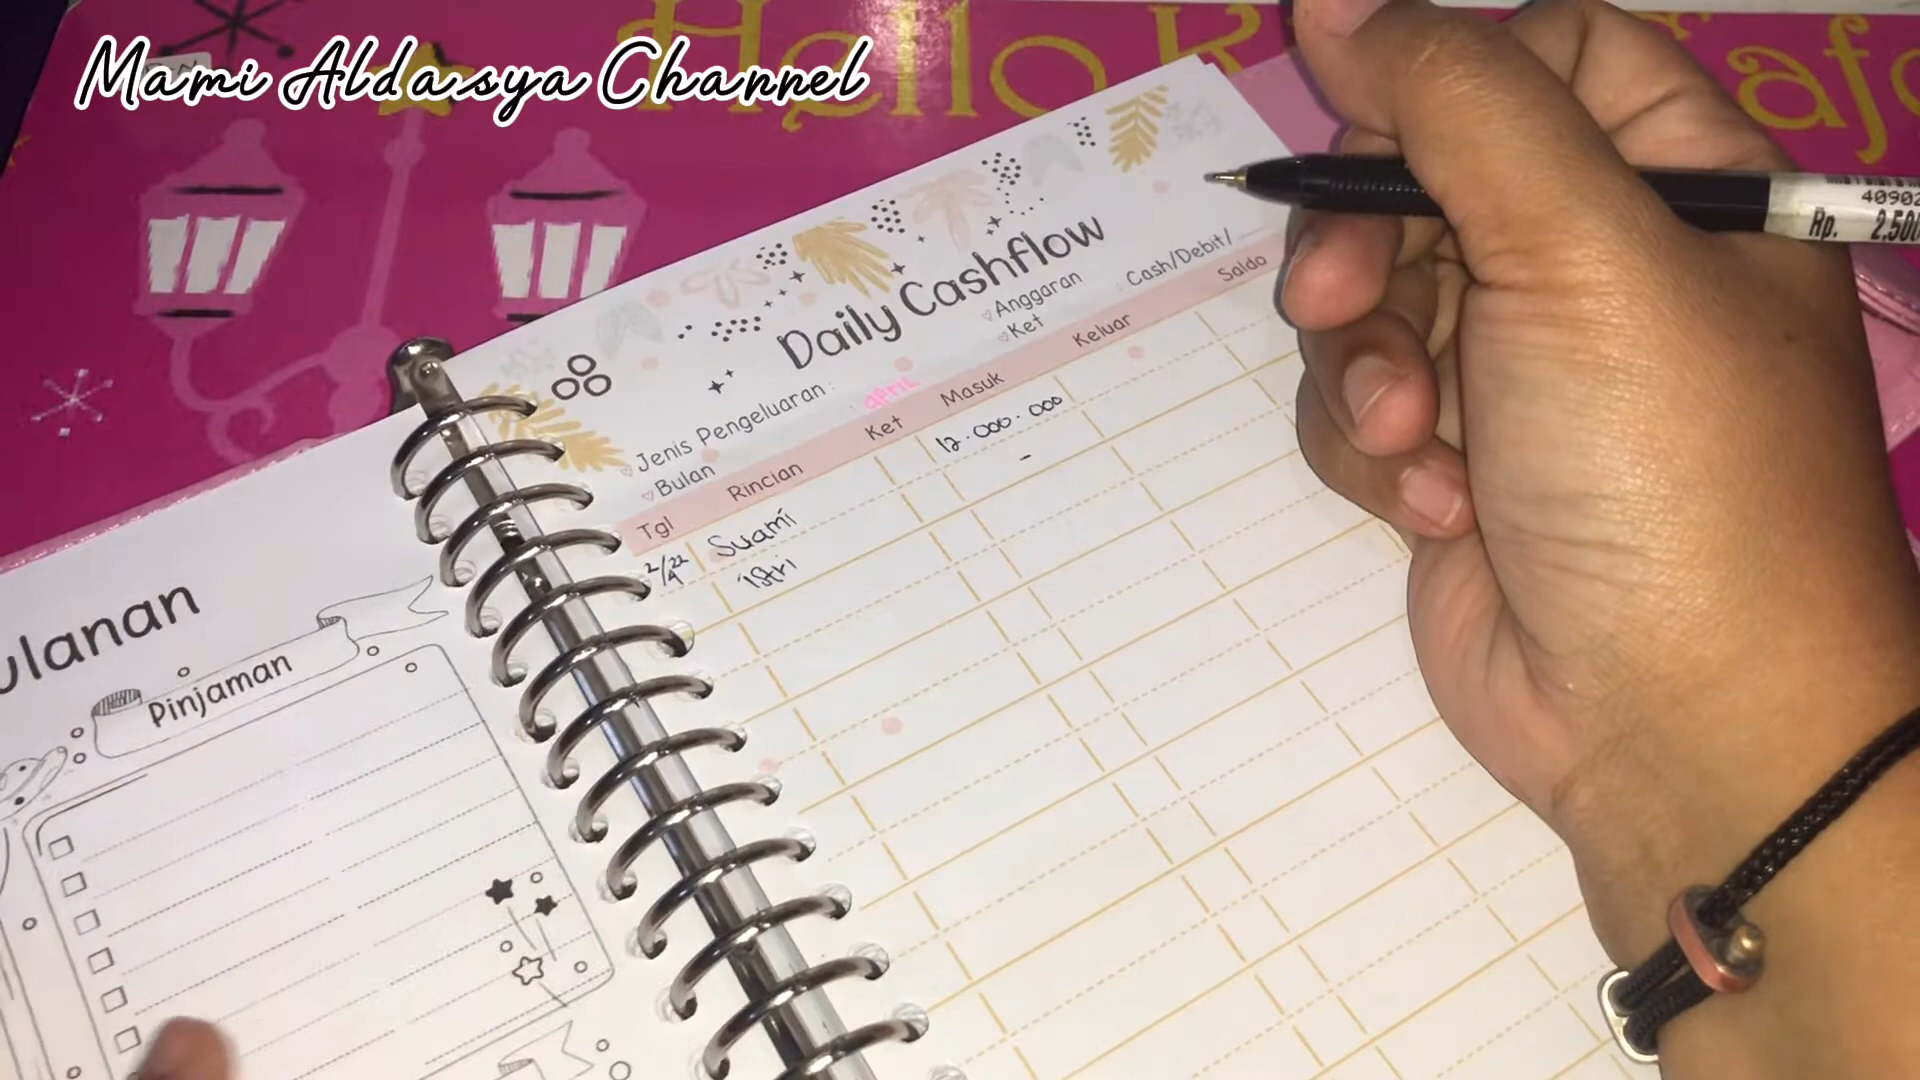 Mami Aldasya Channel
Hello K
afe
40902
Rp. 2.500
Daily Cashflow
Jenis Pengeluaran :
Bulan : april
Anggaran
Ket : Cash/Debit/
Tgl Rincian Ket Masuk Keluar Saldo
2/4 22 Suami 12.000.000
istri -
ulanan
Pinjaman